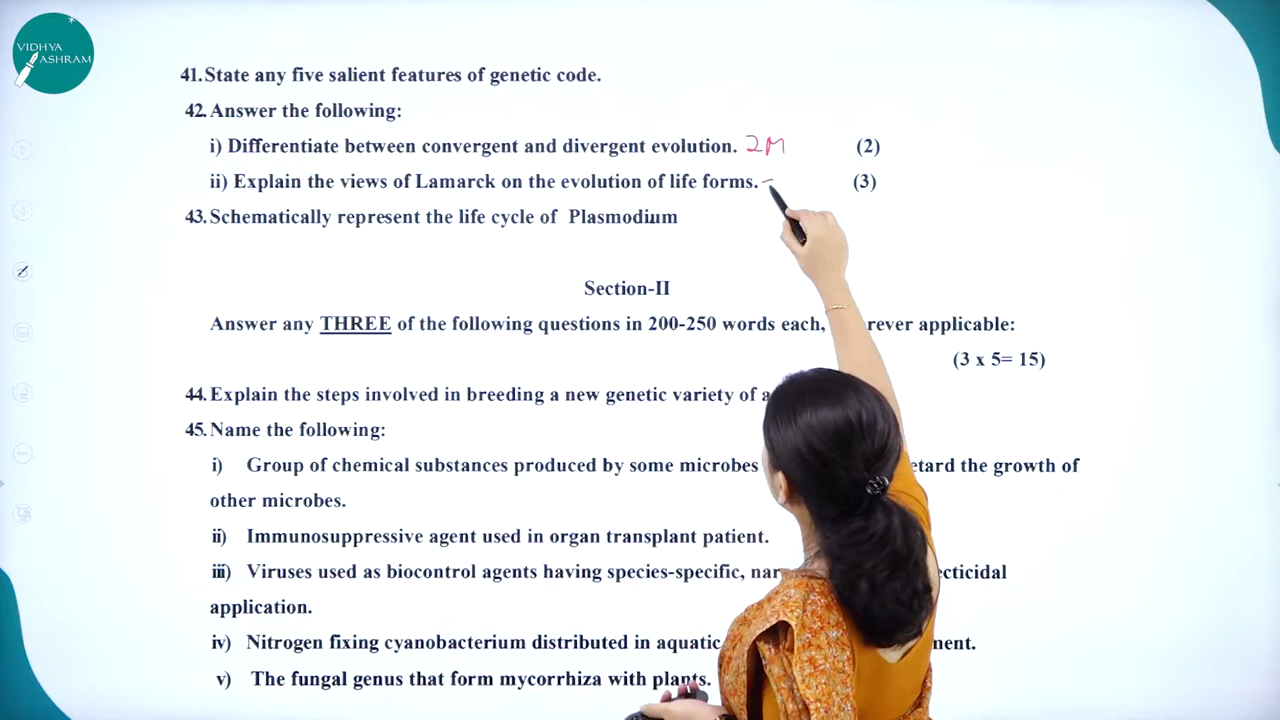 VIDHYA
ASHRAM
41.State any five salient features of genetic code.
42.Answer the following:
i) Differentiate between convergent and divergent evolution. 2M (2)
ii) Explain the views of Lamarck on the evolution of life forms. - (3)
43.Schematically represent the life cycle of Plasmodium
Section-II
Answer any THREE of the following questions in 200-250 words each, applicable:
(3 x 5= 15)
44.Explain the steps involved in breeding a new genetic variety of
45.Name the following:
i) Group of chemical substances produced by some microbes the growth of
other microbes.
ii) Immunosuppressive agent used in organ transplant patient.
iii) Viruses used as biocontrol agents having species-specific,
application.
iv) Nitrogen fixing cyanobacterium distributed in aquatic
v) The fungal genus that form mycorrhiza with plants.